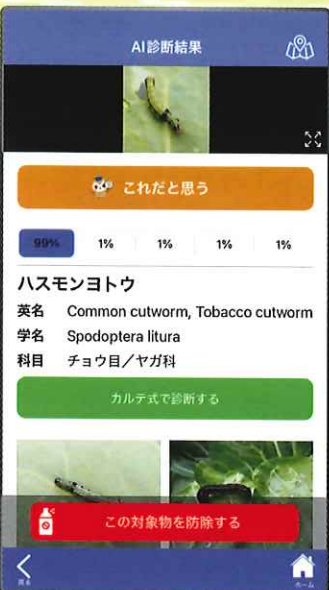 AI診断結果
これだと思う
99% 1% 1% 1% 1%
ハスモンヨトウ
英名 Common cutworm, Tobacco cutworm
学名 Spodoptera litura
科目 チョウ目／ヤガ科
カルテ式で診断する
この対象物を防除する
戻る ホーム